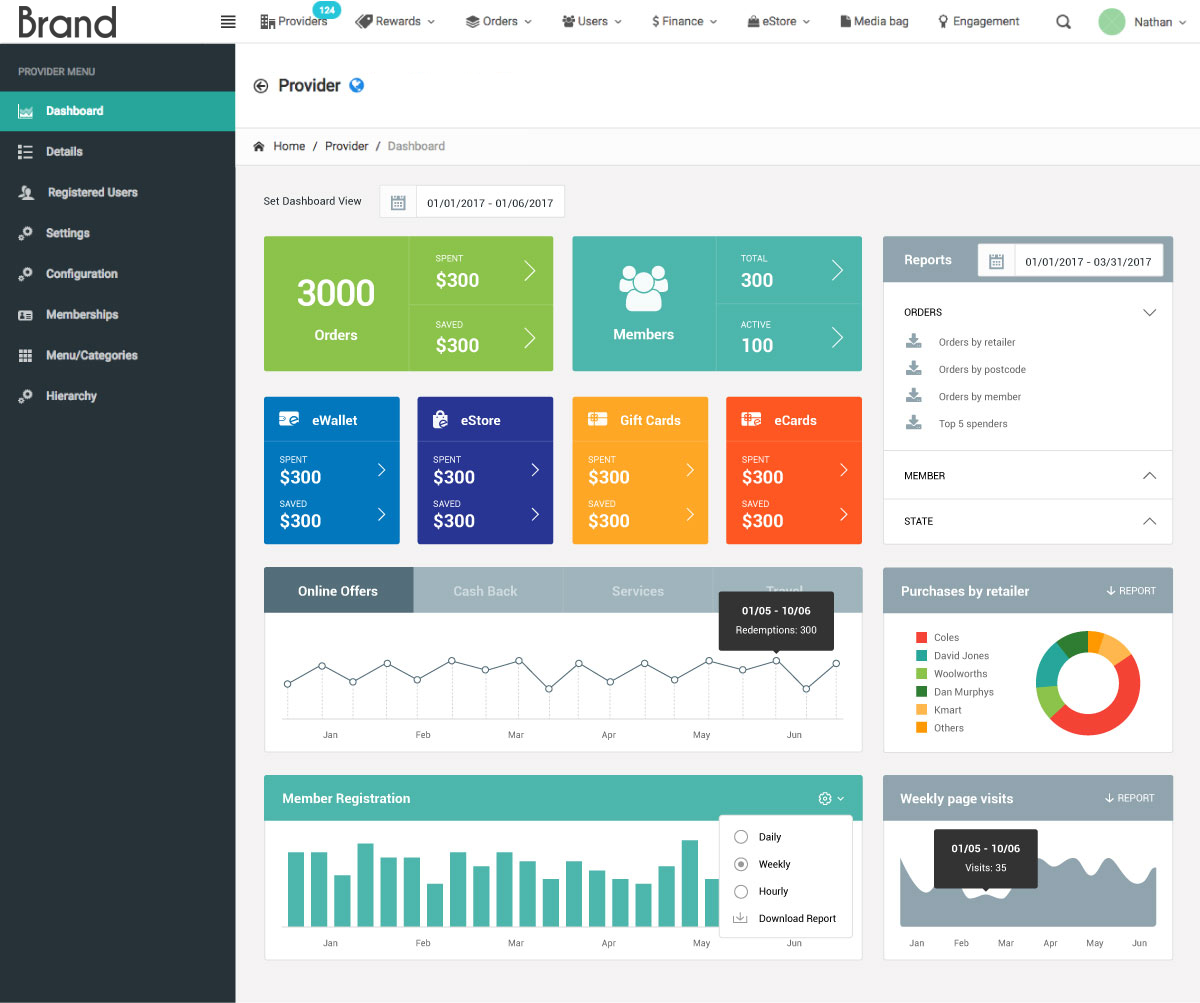 Brand
Providers 124 Rewards Orders Users $ Finance eStore Media bag Engagement Nathan
PROVIDER MENU
Dashboard
Details
Registered Users
Settings
Configuration
Memberships
Menu/Categories
Hierarchy
Provider
Home / Provider / Dashboard
Set Dashboard View 01/01/2017 - 01/06/2017
3000
Orders
SPENT
$300
SAVED
$300
Members
TOTAL
300
ACTIVE
100
Reports 01/01/2017 - 03/31/2017
ORDERS
Orders by retailer
Orders by postcode
Orders by member
Top 5 spenders
MEMBER
STATE
eWallet
SPENT
$300
SAVED
$300
eStore
SPENT
$300
SAVED
$300
Gift Cards
SPENT
$300
SAVED
$300
eCards
SPENT
$300
SAVED
$300
Online Offers Cash Back Services Travel
01/05 - 10/06
Redemptions: 300
Jan Feb Mar Apr May Jun
Purchases by retailer REPORT
Coles
David Jones
Woolworths
Dan Murphys
Kmart
Others
Member Registration
Daily
Weekly
Hourly
Download Report
Jan Feb Mar Apr May Jun
Weekly page visits REPORT
01/05 - 10/06
Visits: 35
Jan Feb Mar Apr May Jun